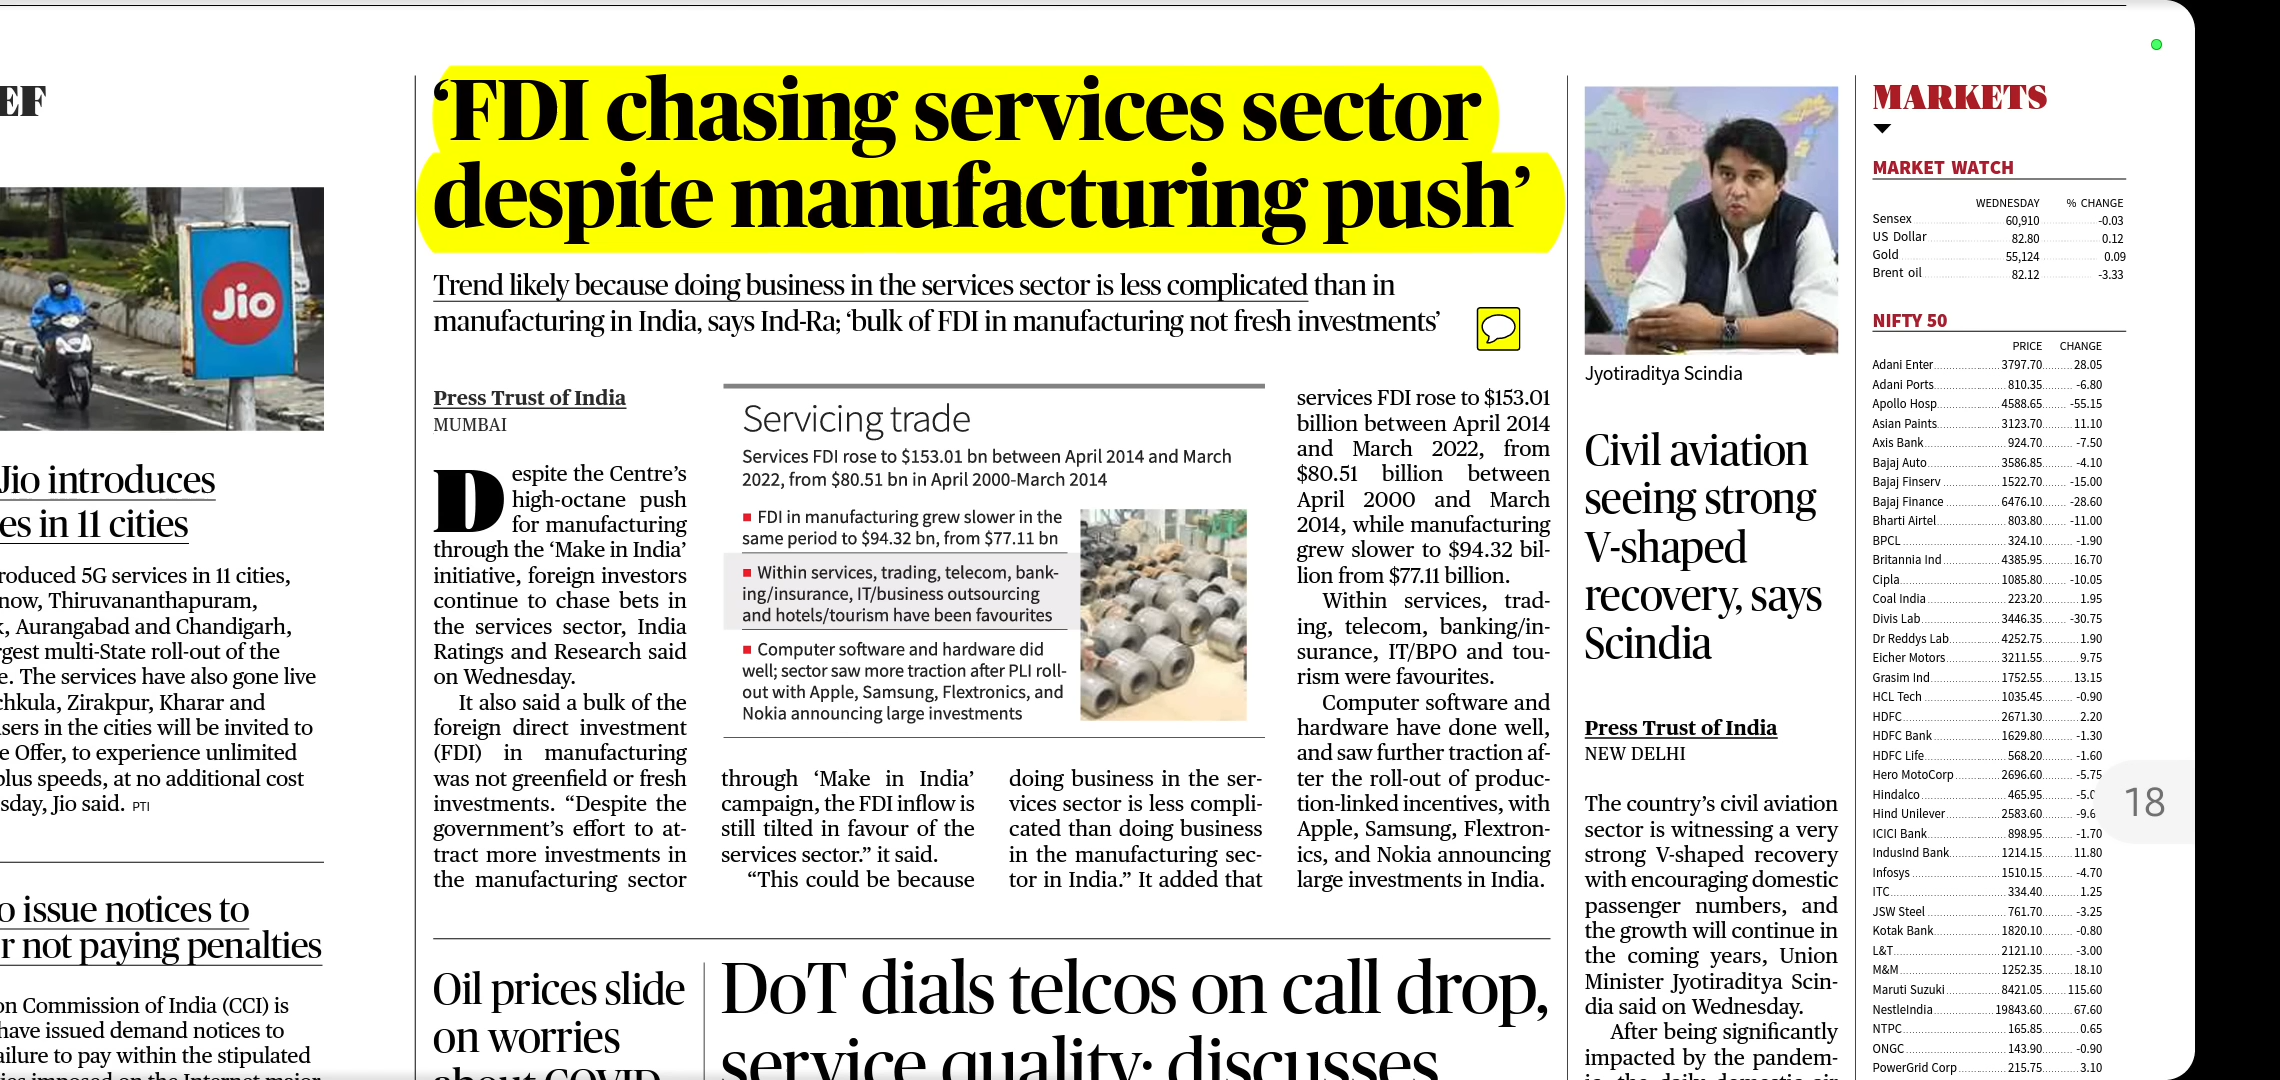 EF
Jio
Jio introduces
es in 11 cities
roduced 5G services in 11 cities,
now, Thiruvananthapuram,
k, Aurangabad and Chandigarh,
rgest multi-State roll-out of the
e. The services have also gone live
chkula, Zirakpur, Kharar and
sers in the cities will be invited to
e Offer, to experience unlimited
plus speeds, at no additional cost
sday, Jio said. PTI
o issue notices to
r not paying penalties
on Commission of India (CCI) is
have issued demand notices to
ailure to pay within the stipulated
‘FDI chasing services sector
despite manufacturing push’
Trend likely because doing business in the services sector is less complicated than in
manufacturing in India, says Ind-Ra; ‘bulk of FDI in manufacturing not fresh investments’
Press Trust of India
MUMBAI
Despite the Centre’s
high-octane push
for manufacturing
through the ‘Make in India’
initiative, foreign investors
continue to chase bets in
the services sector, India
Ratings and Research said
on Wednesday.
It also said a bulk of the
foreign direct investment
(FDI) in manufacturing
was not greenfield or fresh
investments. “Despite the
government’s effort to at-
tract more investments in
the manufacturing sector
Servicing trade
Services FDI rose to $153.01 bn between April 2014 and March
2022, from $80.51 bn in April 2000-March 2014
■ FDI in manufacturing grew slower in the
same period to $94.32 bn, from $77.11 bn
■ Within services, trading, telecom, bank-
ing/insurance, IT/business outsourcing
and hotels/tourism have been favourites
■ Computer software and hardware did
well; sector saw more traction after PLI roll-
out with Apple, Samsung, Flextronics, and
Nokia announcing large investments
through ‘Make in India’
campaign, the FDI inflow is
still tilted in favour of the
services sector.” it said.
“This could be because
doing business in the ser-
vices sector is less compli-
cated than doing business
in the manufacturing sec-
tor in India.” It added that
services FDI rose to $153.01
billion between April 2014
and March 2022, from
$80.51 billion between
April 2000 and March
2014, while manufacturing
grew slower to $94.32 bil-
lion from $77.11 billion.
Within services, trad-
ing, telecom, banking/in-
surance, IT/BPO and tou-
rism were favourites.
Computer software and
hardware have done well,
and saw further traction af-
ter the roll-out of produc-
tion-linked incentives, with
Apple, Samsung, Flextron-
ics, and Nokia announcing
large investments in India.
Oil prices slide
on worries
about COVID
DoT dials telcos on call drop,
service quality; discusses
Jyotiraditya Scindia
Civil aviation
seeing strong
V-shaped
recovery, says
Scindia
Press Trust of India
NEW DELHI
The country’s civil aviation
sector is witnessing a very
strong V-shaped recovery
with encouraging domestic
passenger numbers, and
the growth will continue in
the coming years, Union
Minister Jyotiraditya Scin-
dia said on Wednesday.
After being significantly
impacted by the pandem-
MARKETS
MARKET WATCH
WEDNESDAY % CHANGE
Sensex 60,910 -0.03
US Dollar 82.80 0.12
Gold 55,124 0.09
Brent oil 82.12 -3.33
NIFTY 50
PRICE CHANGE
Adani Enter 3797.70 28.05
Adani Ports 810.35 -6.80
Apollo Hosp 4588.65 -55.15
Asian Paints 3123.70 11.10
Axis Bank 924.70 -7.50
Bajaj Auto 3586.85 -4.10
Bajaj Finserv 1522.70 -15.00
Bajaj Finance 6476.10 -28.60
Bharti Airtel 803.80 -11.00
BPCL 324.10 -1.90
Britannia Ind 4385.95 16.70
Cipla 1085.80 -10.05
Coal India 223.20 1.95
Divis Lab 3446.35 -30.75
Dr Reddys Lab 4252.75 1.90
Eicher Motors 3211.55 9.75
Grasim Ind 1752.55 13.15
HCL Tech 1035.45 -0.90
HDFC 2671.30 2.20
HDFC Bank 1629.80 -1.30
HDFC Life 568.20 -1.60
Hero MotoCorp 2696.60 -5.75
Hindalco 465.95
Hind Unilever 2583.60
ICICI Bank 898.95 -1.70
IndusInd Bank 1214.15 11.80
Infosys 1510.15 -4.70
ITC 334.40 1.25
JSW Steel 761.70 -3.25
Kotak Bank 1820.10 -0.80
L&T 2121.10 -3.00
M&M 1252.35 18.10
Maruti Suzuki 8421.05 115.60
NestleIndia 19843.60 67.60
NTPC 165.85 0.65
ONGC 143.90 -0.90
PowerGrid Corp 215.75 3.10
18